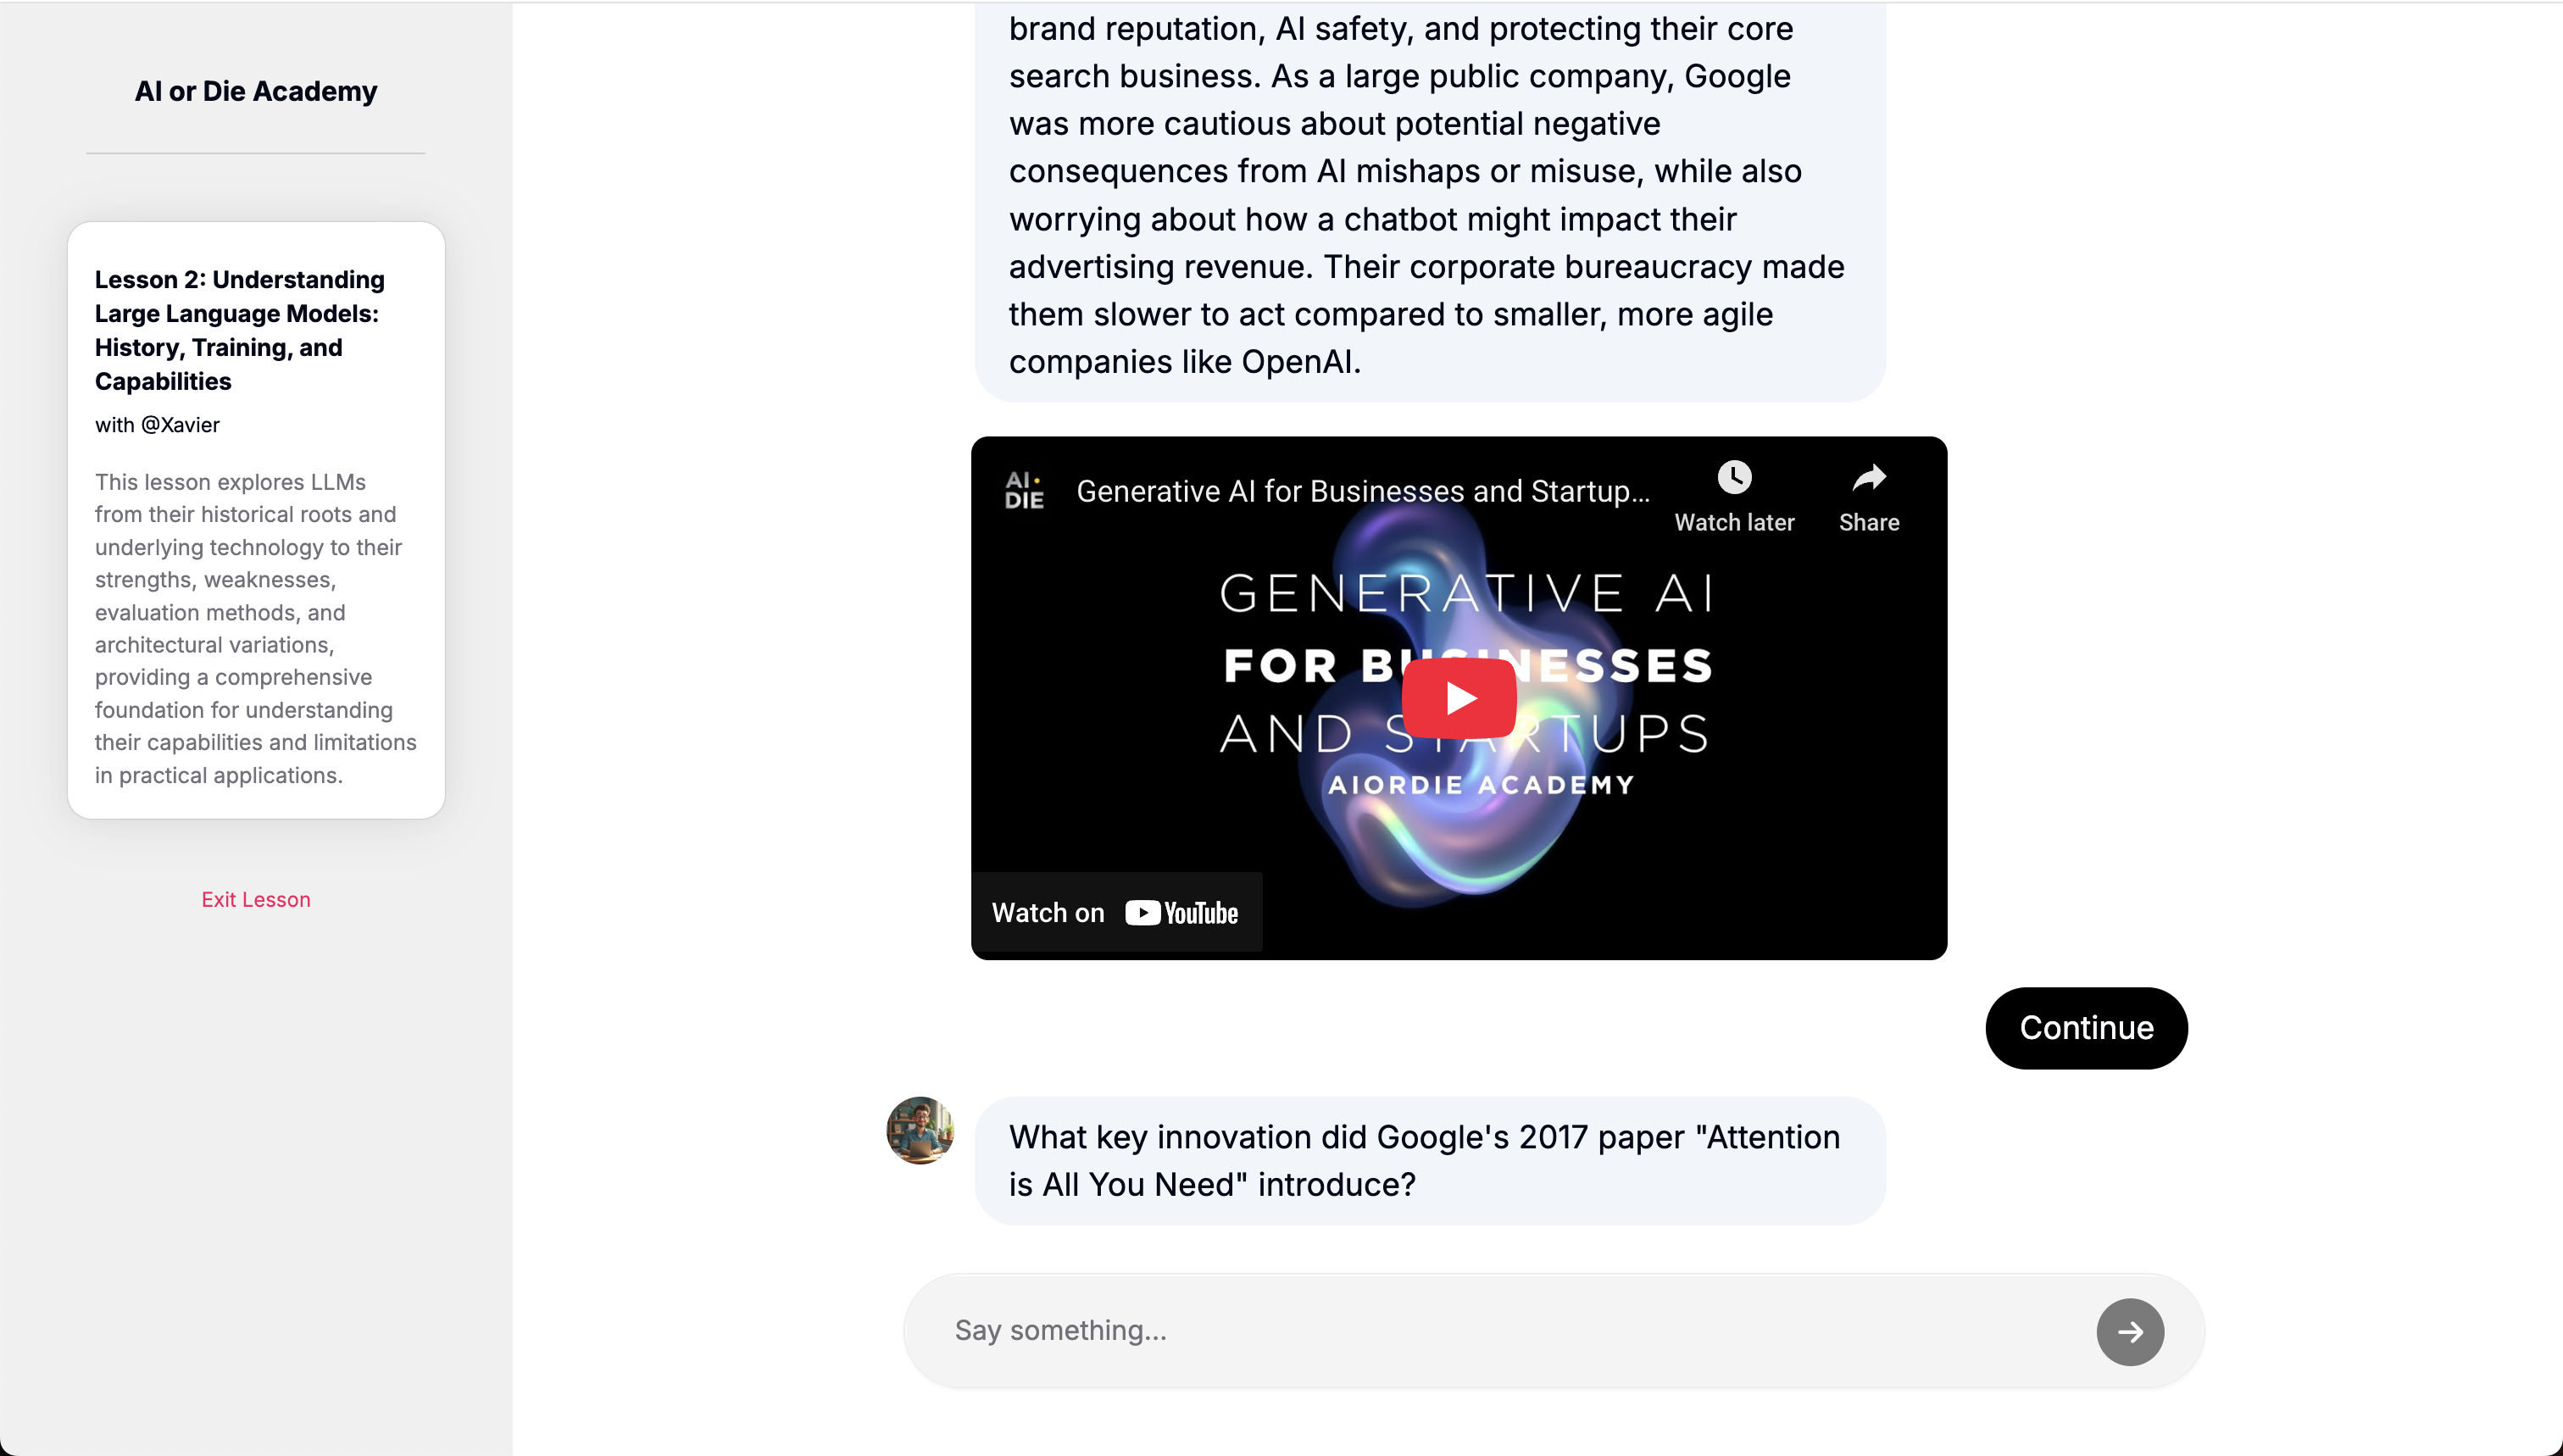 AI or Die Academy
Lesson 2: Understanding
Large Language Models:
History, Training, and
Capabilities
with @Xavier
This lesson explores LLMs
from their historical roots and
underlying technology to their
strengths, weaknesses,
evaluation methods, and
architectural variations,
providing a comprehensive
foundation for understanding
their capabilities and limitations
in practical applications.
Exit Lesson
brand reputation, AI safety, and protecting their core
search business. As a large public company, Google
was more cautious about potential negative
consequences from AI mishaps or misuse, while also
worrying about how a chatbot might impact their
advertising revenue. Their corporate bureaucracy made
them slower to act compared to smaller, more agile
companies like OpenAI.
AI·
DIE
Generative AI for Businesses and Startup...
Watch later
Share
GENERATIVE AI
FOR BUSINESSES
AND STARTUPS
AIORDIE ACADEMY
Watch on YouTube
Continue
What key innovation did Google's 2017 paper "Attention
is All You Need" introduce?
Say something...